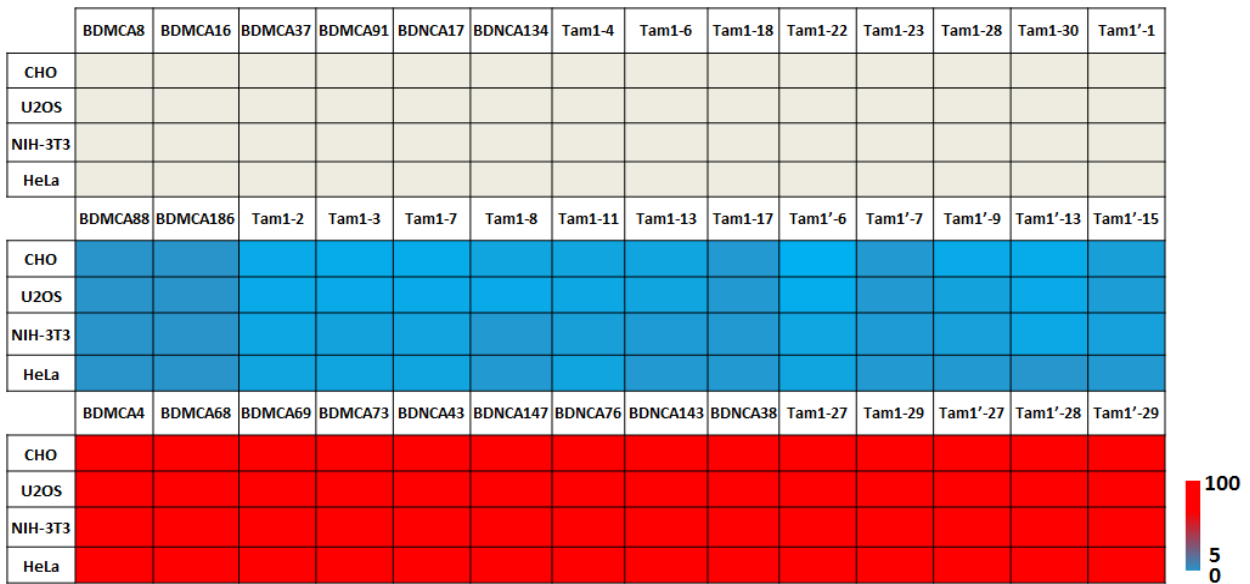 BDMCA8 BDMCA16 BDMCA37 BDMCA91 BDNCA17 BDNCA134 Tam1-4 Tam1-6 Tam1-18 Tam1-22 Tam1-23 Tam1-28 Tam1-30 Tam1’-1
CHO
U2OS
NIH-3T3
HeLa
BDMCA88 BDMCA186 Tam1-2 Tam1-3 Tam1-7 Tam1-8 Tam1-11 Tam1-13 Tam1-17 Tam1’-6 Tam1’-7 Tam1’-9 Tam1’-13 Tam1’-15
CHO
U2OS
NIH-3T3
HeLa
BDMCA4 BDMCA68 BDMCA69 BDMCA73 BDNCA43 BDNCA147 BDNCA76 BDNCA143 BDNCA38 Tam1-27 Tam1-29 Tam1’-27 Tam1’-28 Tam1’-29
CHO
U2OS
NIH-3T3
HeLa
100
5
0